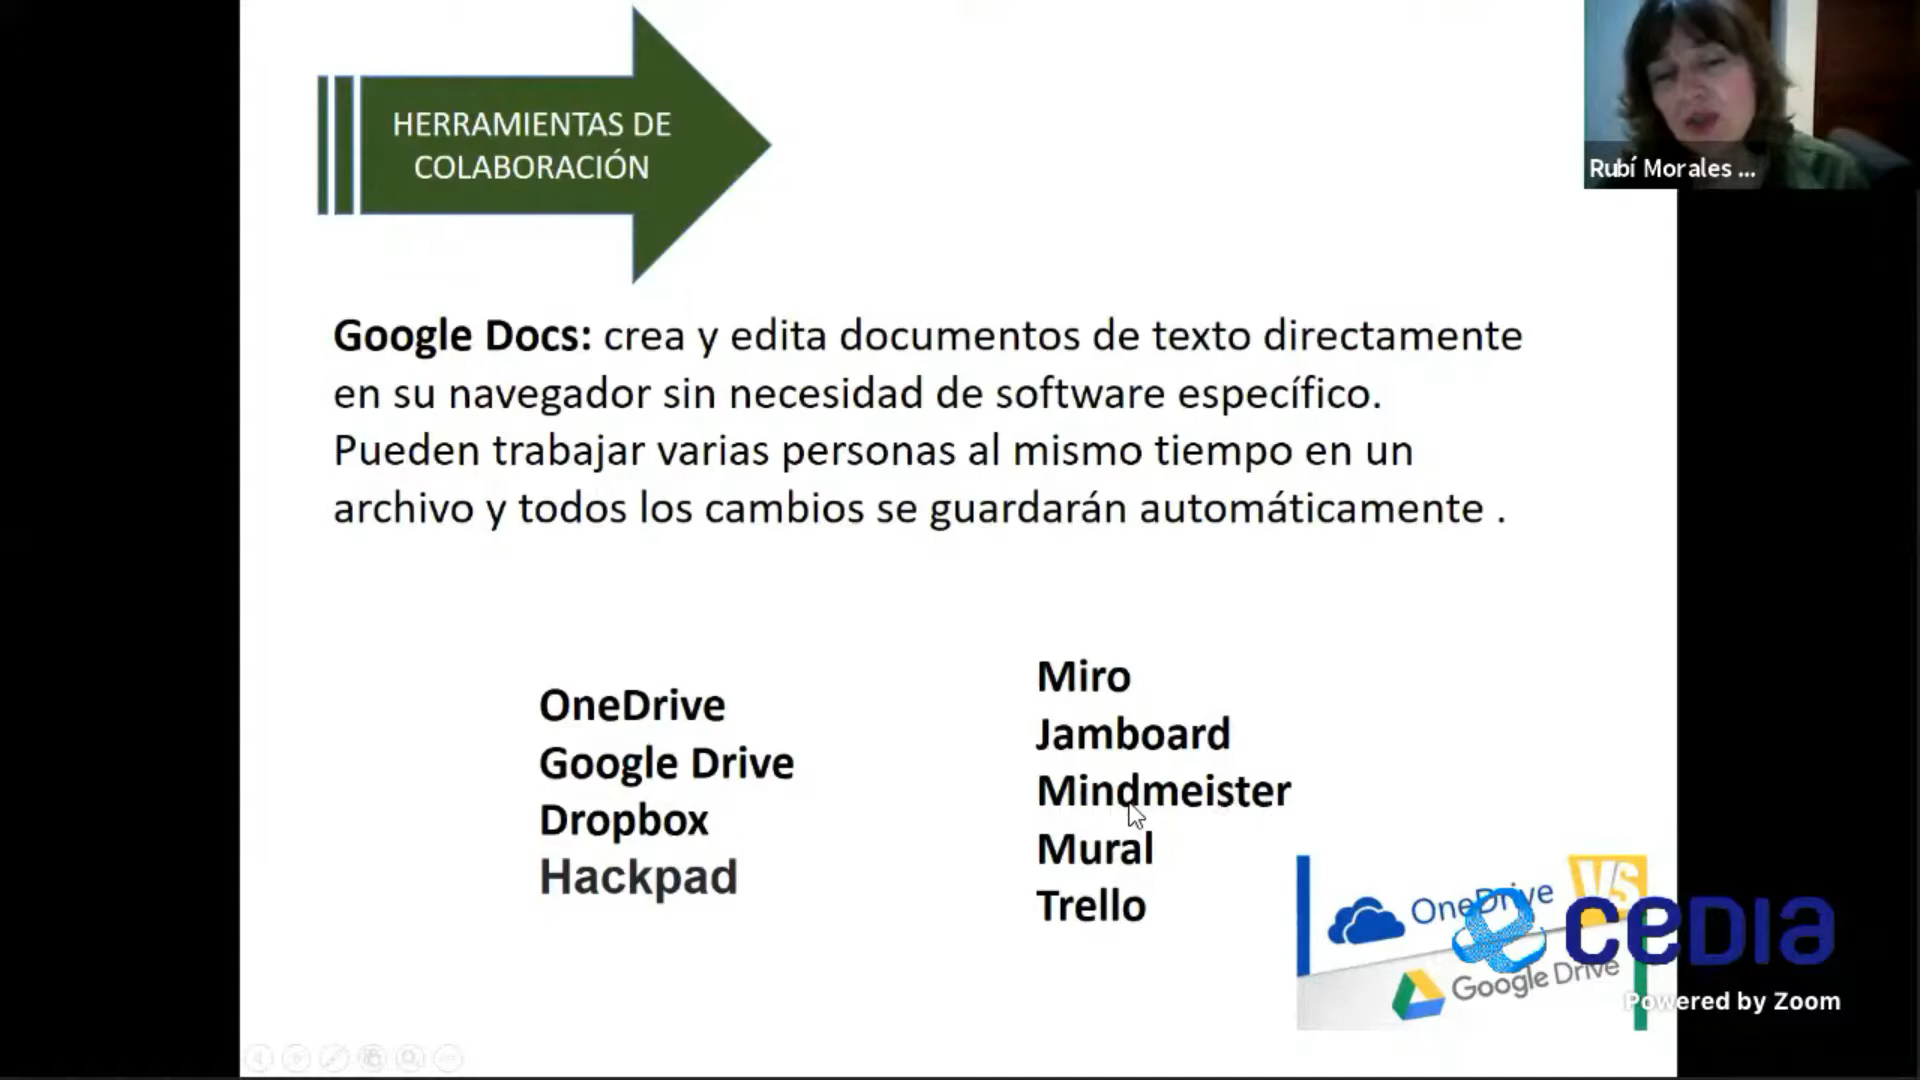 HERRAMIENTAS DE
COLABORACIÓN
Rubí Morales ...
Google Docs: crea y edita documentos de texto directamente
en su navegador sin necesidad de software específico.
Pueden trabajar varias personas al mismo tiempo en un
archivo y todos los cambios se guardarán automáticamente .
OneDrive
Google Drive
Dropbox
Hackpad
Miro
Jamboard
Mindmeister
Mural
Trello
OneDrive
VS
Google Drive
cedia
Powered by Zoom